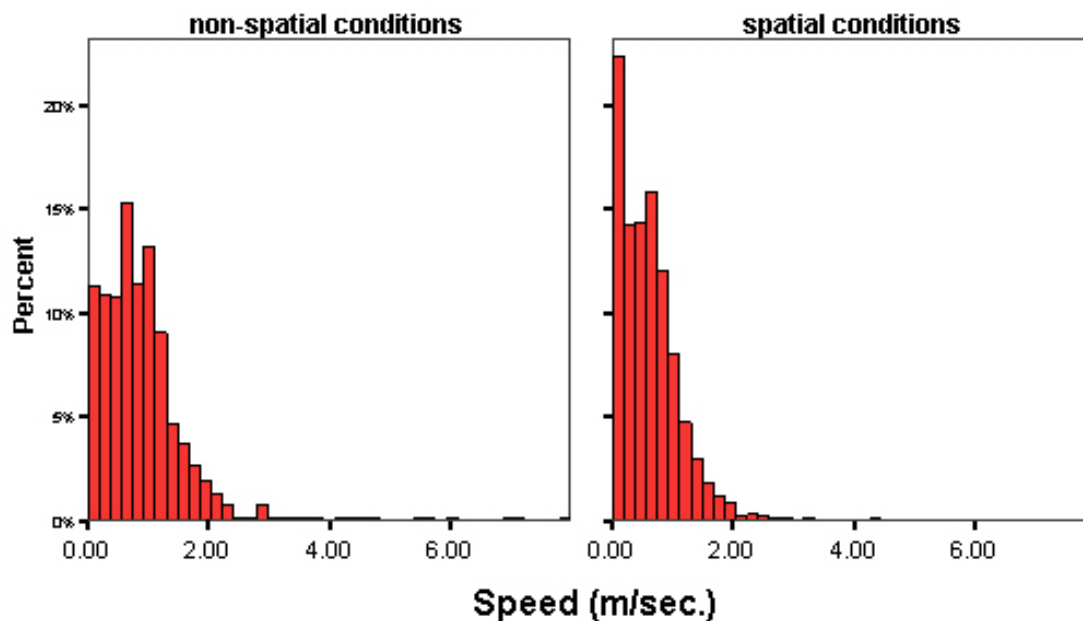 non-spatial conditions
spatial conditions
Percent
20%
15%
10%
5%
0%
0.00 2.00 4.00 6.00
0.00 2.00 4.00 6.00
Speed (m/sec.)